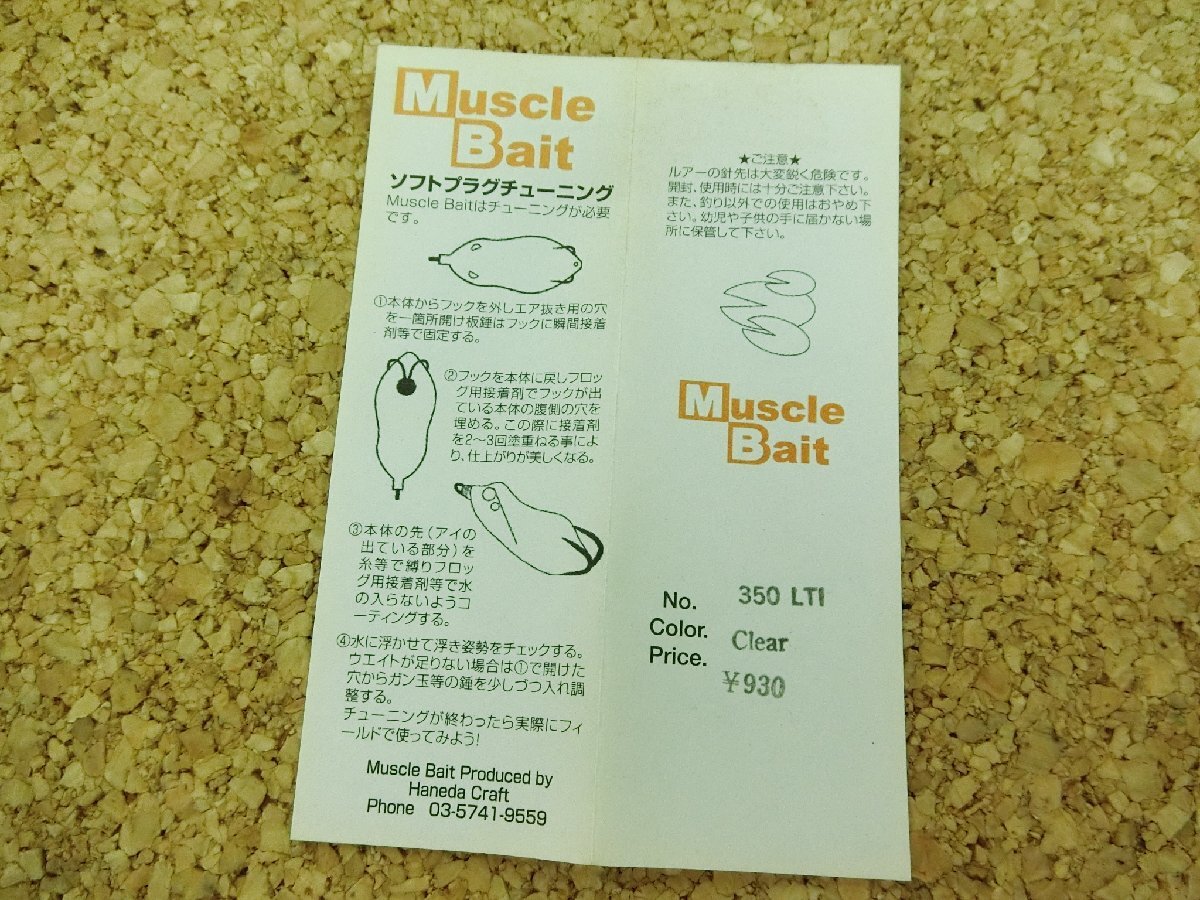 Muscle
Bait
ソフトプラグチューニング
Muscle Baitはチューニングが必要
です。
①本体からフックを外しエア抜き用の穴
を一箇所開け板錘はフックに瞬間接着
剤等で固定する。
②フックを本体に戻しフロッ
グ用接着剤でフックが出
ている本体の腹側の穴を
埋める。この際に接着剤
を2〜3回塗重ねる事によ
り、仕上がりが美しくなる。
③本体の先(アイの
出ている部分)を
糸等で縛りフロッ
グ用接着剤等で水
の入らないようコ
ーティングする。
④水に浮かせて浮き姿勢をチェックする。
ウエイトが足りない場合は①で開けた
穴からガン玉等の錘を少しづつ入れ調
整する。
チューニングが終わったら実際にフィ
ールドで使ってみよう!
Muscle Bait Produced by
Haneda Craft
Phone 03-5741-9559
★ご注意★
ルアーの針先は大変鋭く危険です。
開封、使用時には十分ご注意下さい。
また、釣り以外での使用はおやめ下
さい。幼児や子供の手に届かない場
所に保管して下さい。
Muscle
Bait
No. 350 LTI
Color. Clear
Price. ¥930